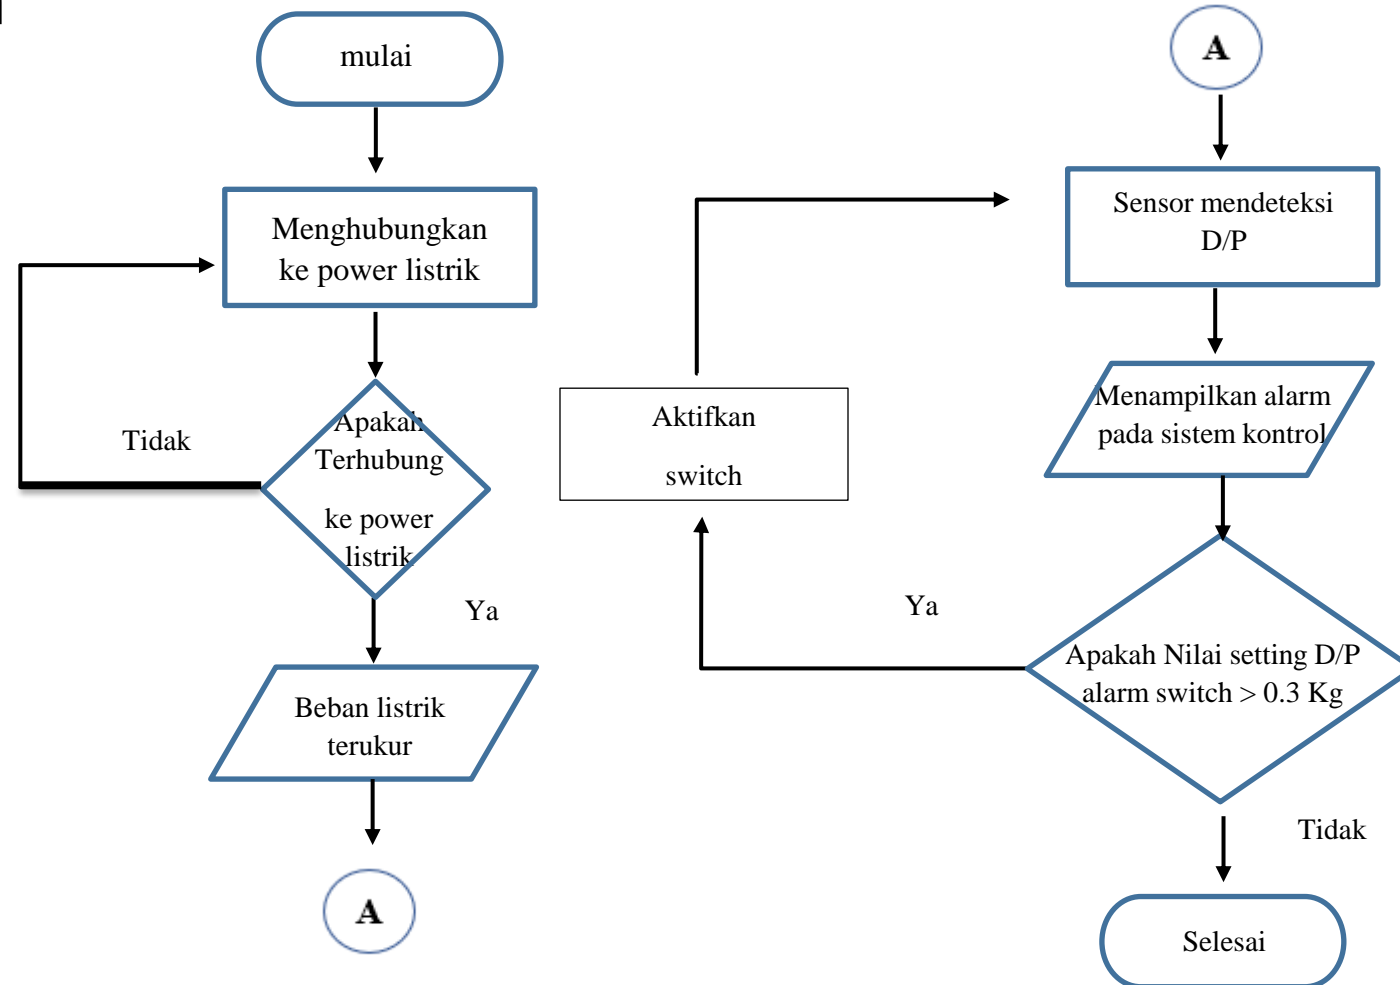 mulai
Menghubungkan
ke power listrik
Apakah
Terhubung
ke power
listrik
Tidak
Ya
Beban listrik
terukur
A
A
Sensor mendeteksi
D/P
Menampilkan alarm
pada sistem kontrol
Apakah Nilai setting D/P
alarm switch > 0.3 Kg
Ya
Aktifkan
switch
Tidak
Selesai